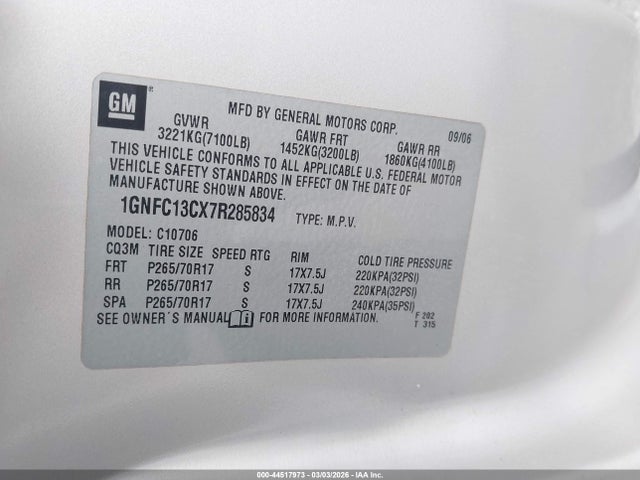 GM
MFD BY GENERAL MOTORS CORP. 09/06
GVWR GAWR FRT GAWR RR
3221KG(7100LB) 1452KG(3200LB) 1860KG(4100LB)
THIS VEHICLE CONFORMS TO ALL APPLICABLE U.S. FEDERAL MOTOR
VEHICLE SAFETY STANDARDS IN EFFECT ON THE DATE OF
MANUFACTURE SHOWN ABOVE.
1GNFC13CX7R285834 TYPE: M.P.V.
MODEL: C10706
CQ3M TIRE SIZE SPEED RTG RIM COLD TIRE PRESSURE
FRT P265/70R17 S 17X7.5J 220KPA(32PSI)
RR P265/70R17 S 17X7.5J 220KPA(32PSI)
SPA P265/70R17 S 17X7.5J 240KPA(35PSI)
SEE OWNER'S MANUAL FOR MORE INFORMATION. F 202
T 315
000-44517973 - 03/03/2026 - IAA Inc.